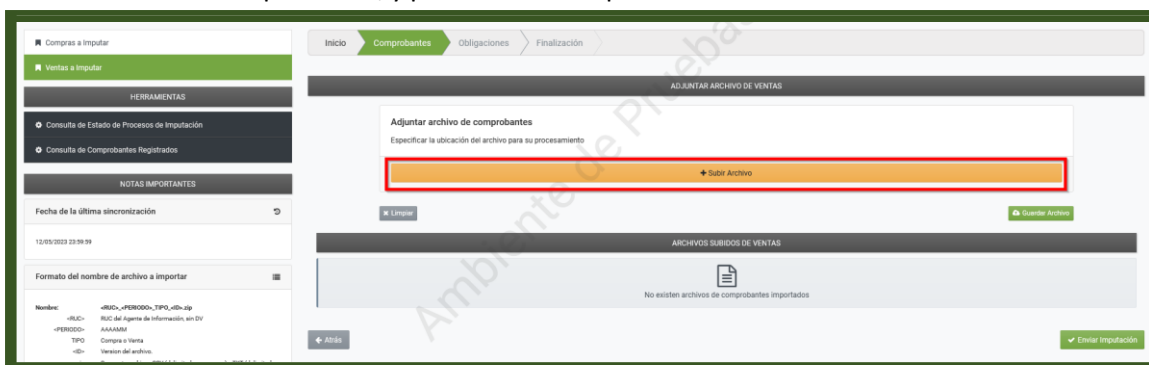 Compras a Imputar
Ventas a Imputar
HERRAMIENTAS
Consulta de Estado de Procesos de Imputación
Consulta de Comprobantes Registrados
NOTAS IMPORTANTES
Fecha de la última sincronización
12/03/2023 23:59:59
Formato del nombre de archivo a importar
Nombre: <RUC>_<PERIODO>_TIPO_<ID>.zip
<RUC> RUC del Agente de Información, sin DV
<PERIODO> AAAAMM
TIPO Compra o Venta
<ID> Version del archivo.
Inicio Comprobantes Obligaciones Finalización
ADJUNTAR ARCHIVO DE VENTAS
Adjuntar archivo de comprobantes
Especificar la ubicación del archivo para su procesamiento
+ Subir Archivo
Limpiar Guardar Archivo
ARCHIVOS SUBIDOS DE VENTAS
No existen archivos de comprobantes importados
Atrás Enviar Imputación
Ambiente de Prueba